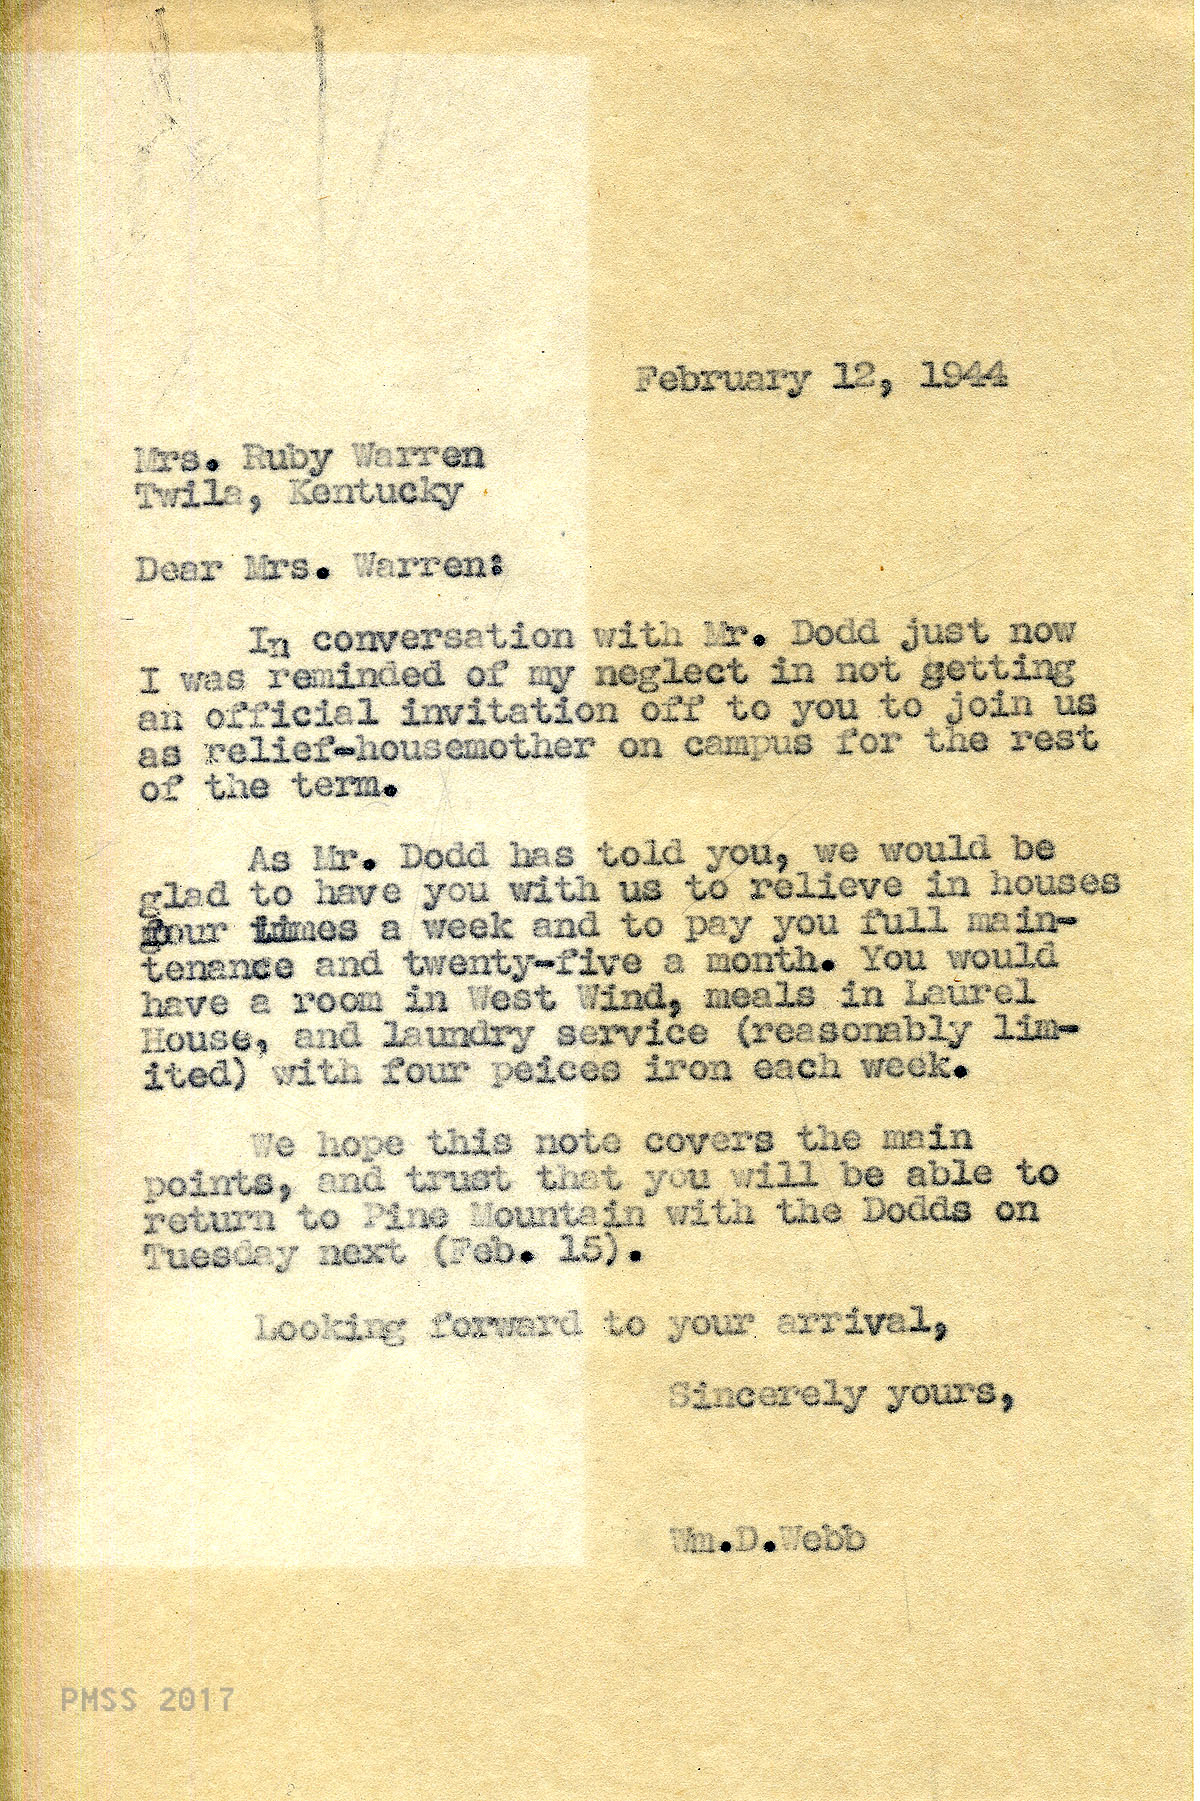 February 12, 1944
Mrs. Ruby Warren
Twila, Kentucky
Dear Mrs. Warren:
In conversation with Mr. Dodd just now
I was reminded of my neglect in not getting
an official invitation off to you to join us
as relief-housemother on campus for the rest
of the term.
As Mr. Dodd has told you, we would be
glad to have you with us to relieve in houses
four times a week and to pay you full main-
tenance and twenty-five a month. You would
have a room in West Wind, meals in Laurel
House, and laundry service (reasonably lim-
ited) with four peices iron each week.
We hope this note covers the main
points, and trust that you will be able to
return to Pine Mountain with the Dodds on
Tuesday next (Feb. 15).
Looking forward to your arrival,
Sincerely yours,
Wm.D.Webb
PMSS 2017